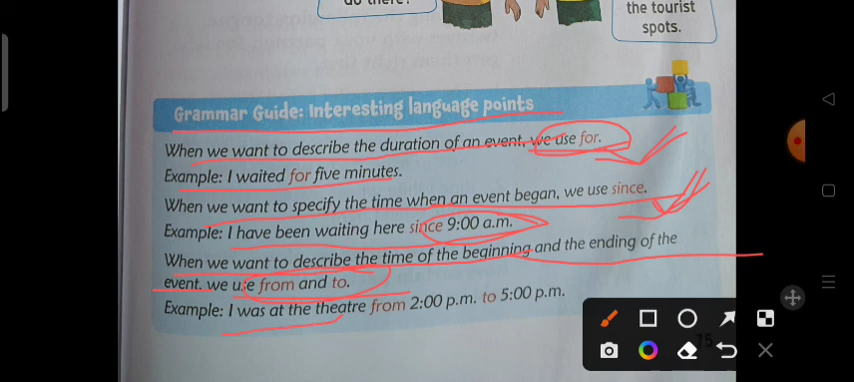 do there?
the tourist
spots.
Grammar Guide: Interesting language points
When we want to describe the duration of an event, we use for.
Example: I waited for five minutes.
When we want to specify the time when an event began, we use since.
Example: I have been waiting here since 9:00 a.m.
When we want to describe the time of the beginning and the ending of the
event, we use from and to.
Example: I was at the theatre from 2:00 p.m. to 5:00 p.m.
75